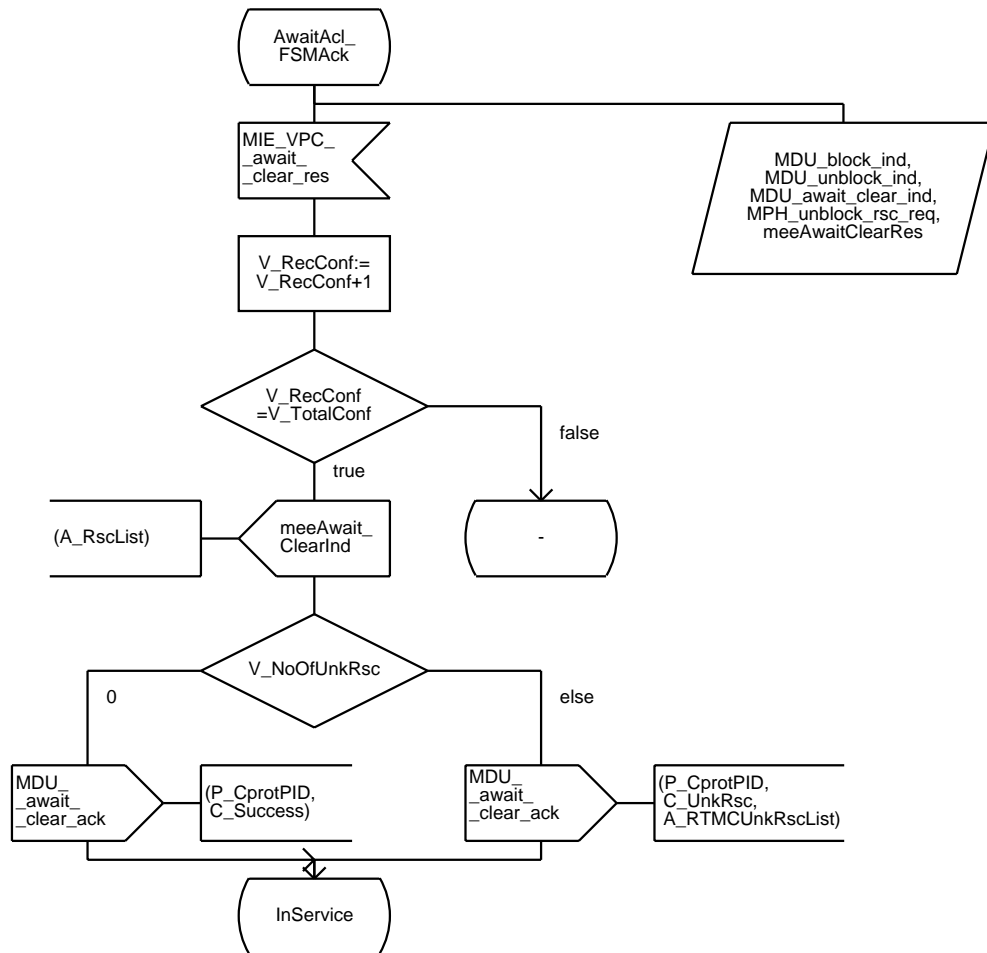 AwaitAcl_
FSMAck
MIE_VPC_
_await_
_clear_res
MDU_block_ind,
MDU_unblock_ind,
MDU_await_clear_ind,
MPH_unblock_rsc_req,
meeAwaitClearRes
V_RecConf:=
V_RecConf+1
V_RecConf
=V_TotalConf
false
true
(A_RscList)
meeAwait_
ClearInd
-
V_NoOfUnkRsc
0
else
MDU_
_await_
_clear_ack
(P_CprotPID,
C_Success)
MDU_
_await_
_clear_ack
(P_CprotPID,
C_UnkRsc,
A_RTMCUnkRscList)
InService